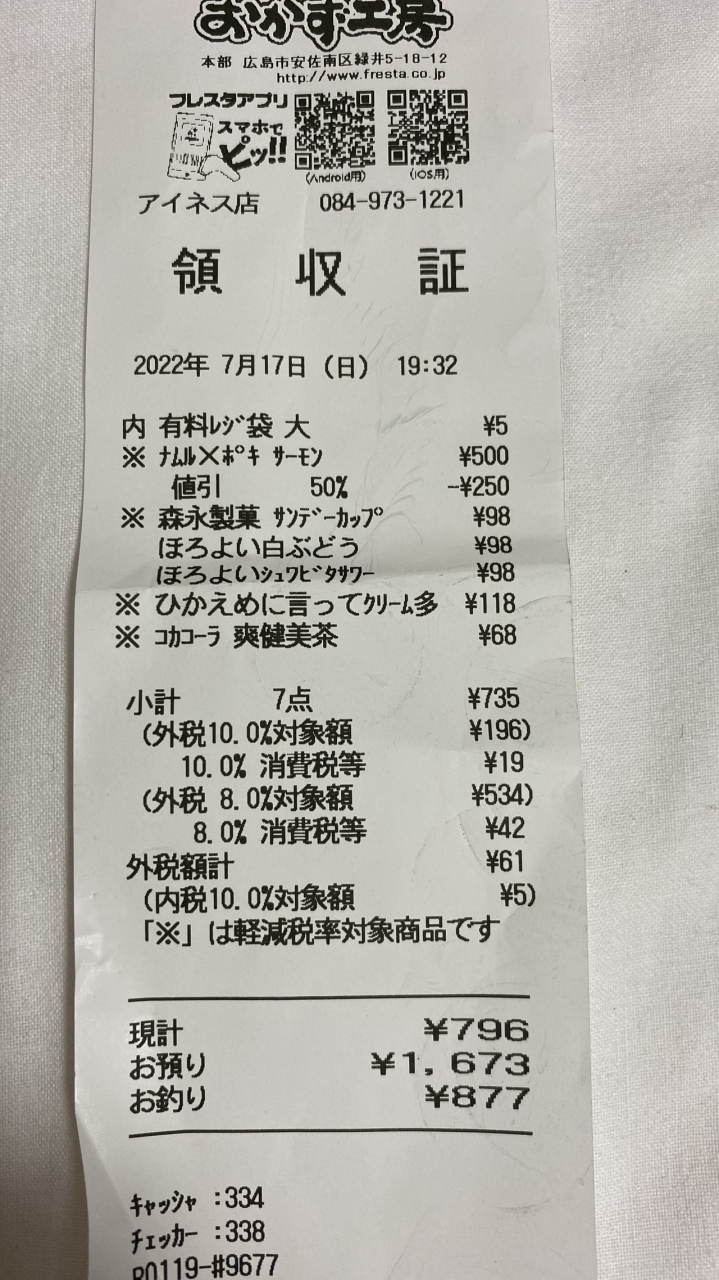 おかず工房
本部 広島市安佐南区緑井5-18-12
http://www.fresta.co.jp
フレスタアプリ
スマホで
ピッ!!
(Android用) (iOS用)
アイネス店 084-973-1221
領収証
2022年 7月17日(日) 19:32
内 有料ﾚｼﾞ袋 大 ¥5
※ ﾅﾑﾙ×ﾎﾟｷ ｻｰﾓﾝ ¥500
値引 50% -¥250
※ 森永製菓 ｻﾝﾃﾞｰｶｯﾌﾟ ¥98
ほろよい白ぶどう ¥98
ほろよいｼｭﾜﾋﾞﾀｻﾜｰ ¥98
※ ひかえめに言ってｸﾘｰﾑ多 ¥118
※ ｺｶｺｰﾗ 爽健美茶 ¥68
小計 7点 ¥735
(外税10.0%対象額 ¥196)
10.0% 消費税等 ¥19
(外税 8.0%対象額 ¥534)
8.0% 消費税等 ¥42
外税額計 ¥61
(内税10.0%対象額 ¥5)
「※」は軽減税率対象商品です
現計 ¥796
お預り ¥1,673
お釣り ¥877
ｷｬｯｼｬ :334
ﾁｪｯｶｰ :338
R0119-#9677